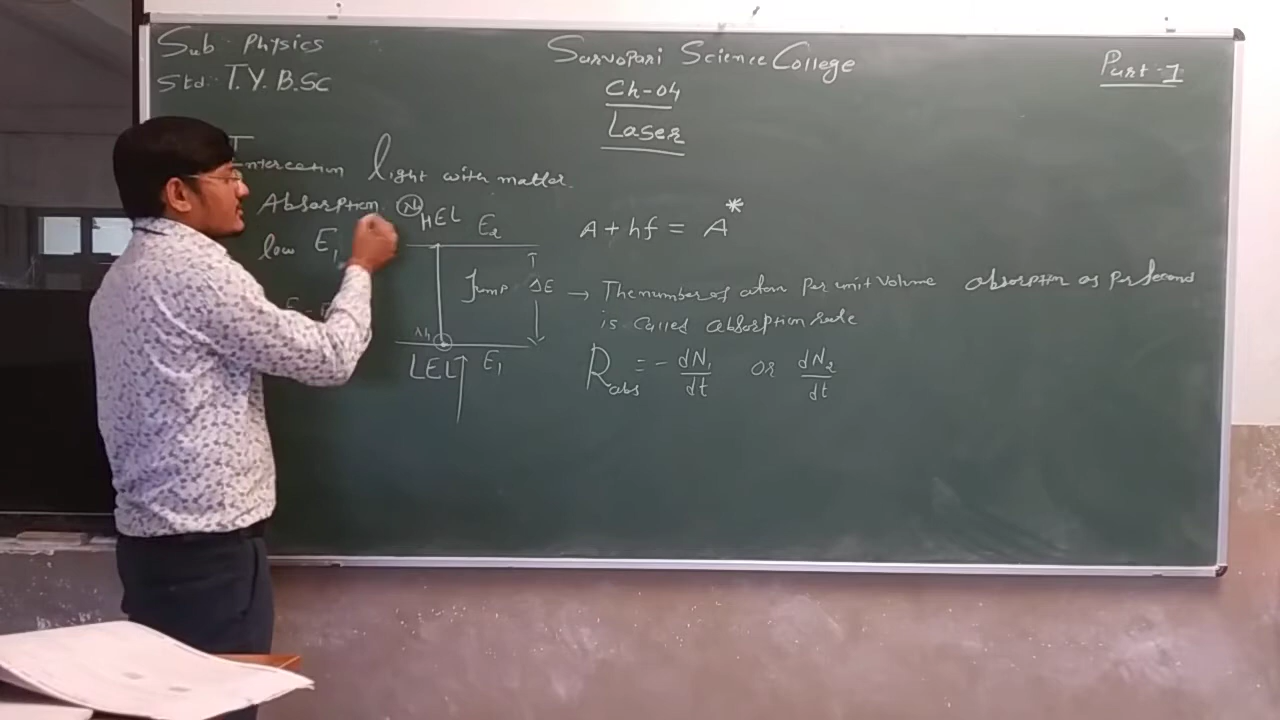 Sub : Physics
Std : T.Y. B.Sc
Sarvopari Science College
Ch-04
Laser
Part-1
Interection light with matter.
Absorption N
low E1
HEL E2
Jump ΔE
LEL E1
A + hf = A*
→ The number of atom Per unit Volume absorption as Per Second
is Called absorption rate
Rabs = - dN1/dt or dN2/dt